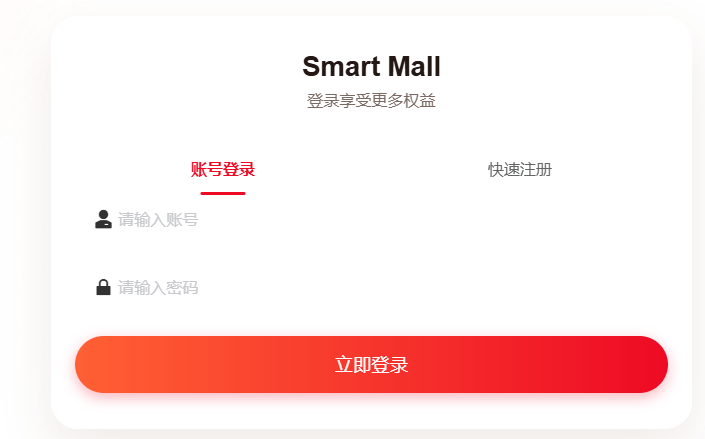 Smart Mall
登录享受更多权益
账号登录 快速注册
请输入账号
请输入密码
立即登录